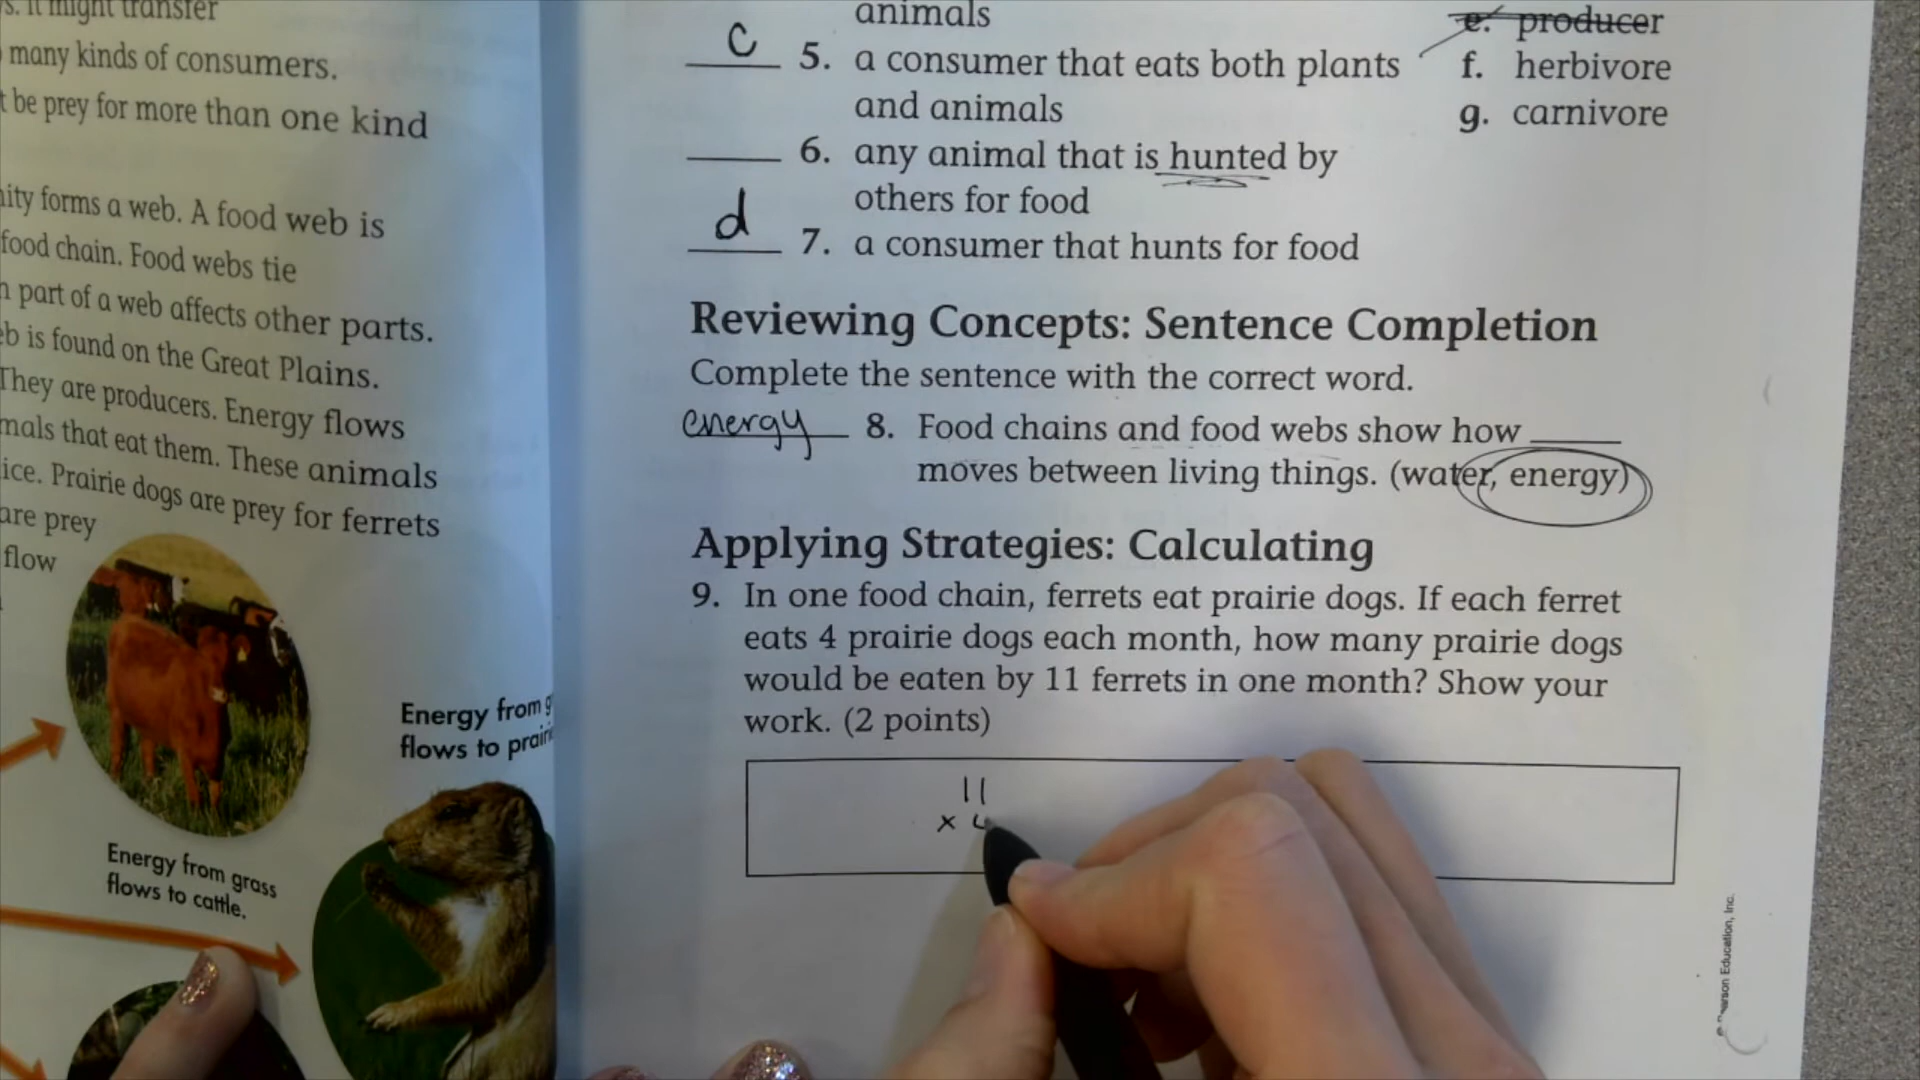 s. It might transfer
many kinds of consumers.
t be prey for more than one kind
ity forms a web. A food web is
food chain. Food webs tie
part of a web affects other parts.
b is found on the Great Plains.
They are producers. Energy flows
mals that eat them. These animals
ice. Prairie dogs are prey for ferrets
are prey
flow
Energy from g
flows to prairi
Energy from grass
flows to cattle.
animals
c 5. a consumer that eats both plants
and animals
6. any animal that is hunted by
others for food
d 7. a consumer that hunts for food
e. producer
f. herbivore
g. carnivore
Reviewing Concepts: Sentence Completion
Complete the sentence with the correct word.
energy 8. Food chains and food webs show how ____
moves between living things. (water, energy)
Applying Strategies: Calculating
9. In one food chain, ferrets eat prairie dogs. If each ferret
eats 4 prairie dogs each month, how many prairie dogs
would be eaten by 11 ferrets in one month? Show your
work. (2 points)
11
x 4
Pearson Education, Inc.